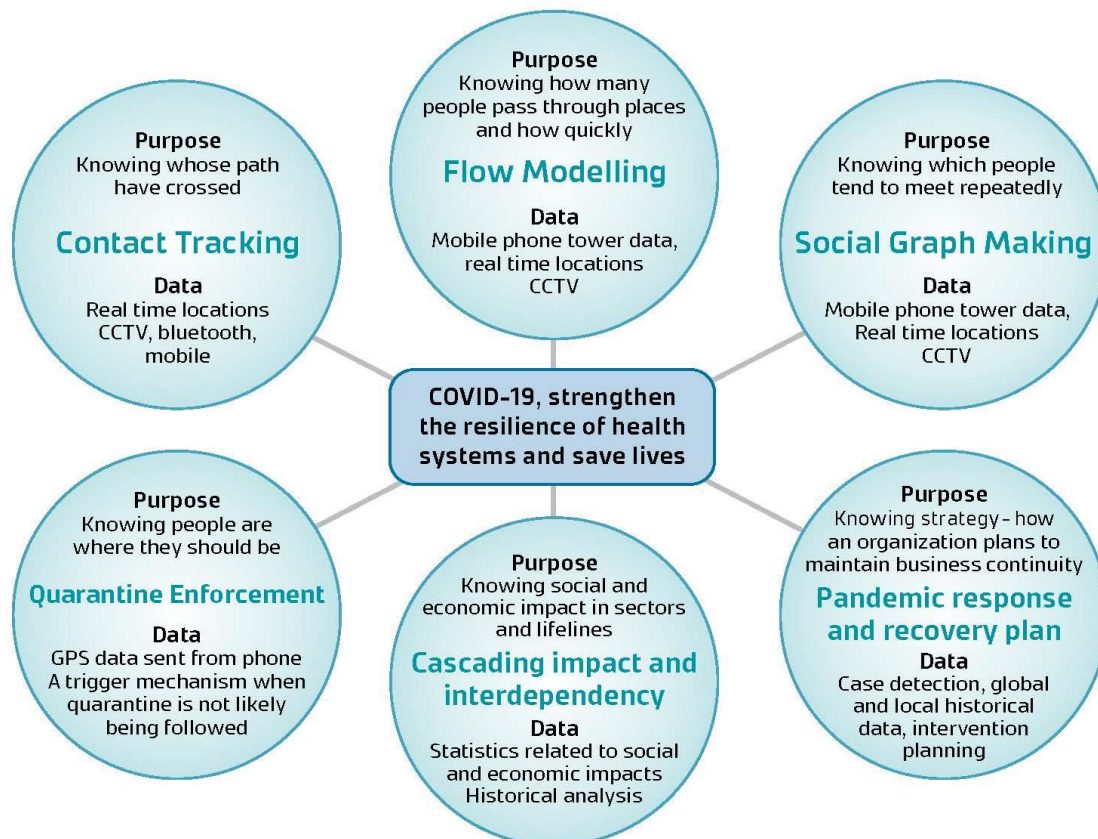 Purpose
Knowing whose path
have crossed
Contact Tracking
Data
Real time locations
CCTV, bluetooth,
mobile
Purpose
Knowing how many
people pass through places
and how quickly
Flow Modelling
Data
Mobile phone tower data,
real time locations
CCTV
Purpose
Knowing which people
tend to meet repeatedly
Social Graph Making
Data
Mobile phone tower data,
Real time locations
CCTV
COVID-19, strengthen
the resilience of health
systems and save lives
Purpose
Knowing people are
where they should be
Quarantine Enforcement
Data
GPS data sent from phone
A trigger mechanism when
quarantine is not likely
being followed
Purpose
Knowing social and
economic impact in sectors
and lifelines
Cascading impact and
interdependency
Data
Statistics related to social
and economic impacts
Historical analysis
Purpose
Knowing strategy - how
an organization plans to
maintain business continuity
Pandemic response
and recovery plan
Data
Case detection, global
and local historical
data, intervention
planning